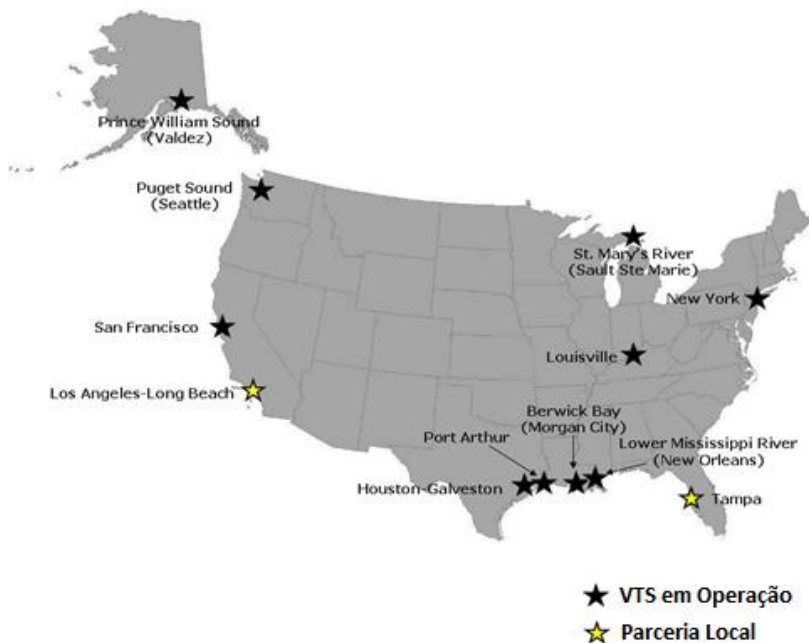 Prince William Sound
(Valdez)
Puget Sound
(Seattle)
St. Mary's River
(Sault Ste Marie)
New York
San Francisco
Louisville
Los Angeles-Long Beach
Berwick Bay
(Morgan City)
Port Arthur
Lower Mississippi River
(New Orleans)
Houston-Galveston
Tampa
VTS em Operação
Parceria Local